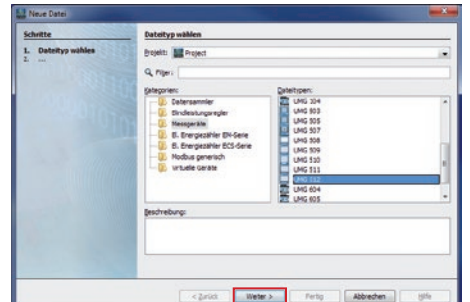 Neue Datei
Schritte
1. Dateityp wählen
2. ...
Dateityp wählen
Projekt: Project
Filter:
Kategorien:
Datensammler
Blindleistungsregler
Messgeräte
El. Energiezähler EN-Serie
El. Energiezähler ECS-Serie
Modbus generisch
Virtuelle Geräte
Dateitypen:
UMG 104
UMG 503
UMG 505
UMG 507
UMG 508
UMG 509
UMG 510
UMG 511
UMG 512
UMG 604
UMG 605
Beschreibung:
< Zurück
Weiter >
Fertig
Abbrechen
Hilfe